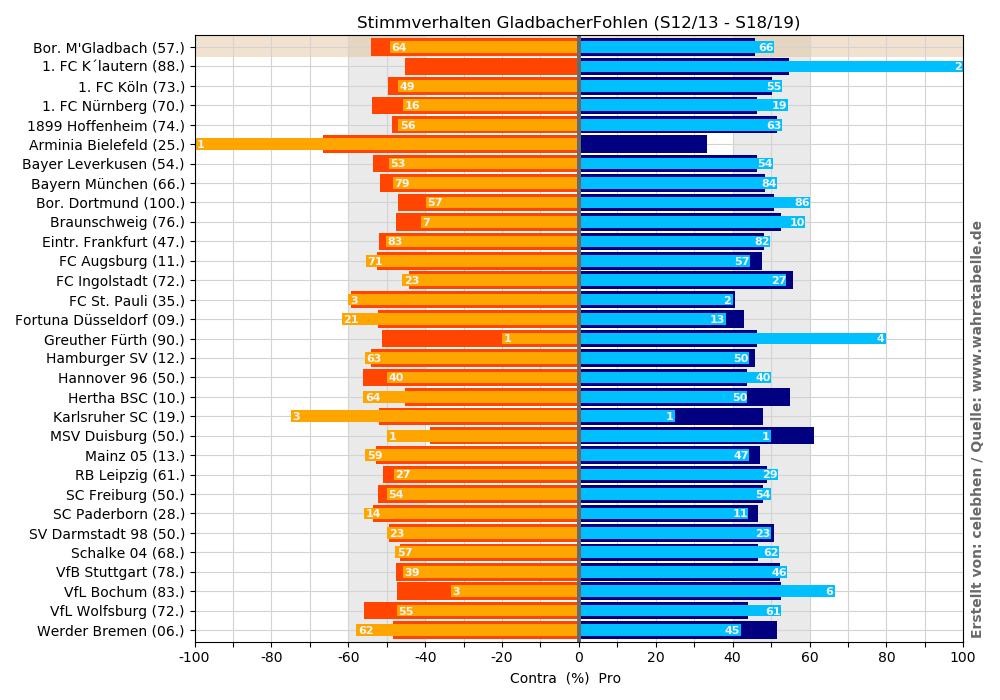 Stimmverhalten GladbacherFohlen (S12/13 - S18/19)
Bor. M'Gladbach (57.) 64 66
1. FC K´lautern (88.) 2
1. FC Köln (73.) 49 55
1. FC Nürnberg (70.) 16 19
1899 Hoffenheim (74.) 56 63
Arminia Bielefeld (25.) 1
Bayer Leverkusen (54.) 53 54
Bayern München (66.) 79 84
Bor. Dortmund (100.) 57 86
Braunschweig (76.) 7 10
Eintr. Frankfurt (47.) 83 82
FC Augsburg (11.) 71 57
FC Ingolstadt (72.) 23 27
FC St. Pauli (35.) 3 2
Fortuna Düsseldorf (09.) 21 13
Greuther Fürth (90.) 1 4
Hamburger SV (12.) 63 50
Hannover 96 (50.) 40 40
Hertha BSC (10.) 64 50
Karlsruher SC (19.) 3 1
MSV Duisburg (50.) 1 1
Mainz 05 (13.) 59 47
RB Leipzig (61.) 27 29
SC Freiburg (50.) 54 54
SC Paderborn (28.) 14 11
SV Darmstadt 98 (50.) 23 23
Schalke 04 (68.) 57 62
VfB Stuttgart (78.) 39 46
VfL Bochum (83.) 3 6
VfL Wolfsburg (72.) 55 61
Werder Bremen (06.) 62 45
-100 -80 -60 -40 -20 0 20 40 60 80 100
Contra (%) Pro
Erstellt von: celebhen / Quelle: www.wahretabelle.de